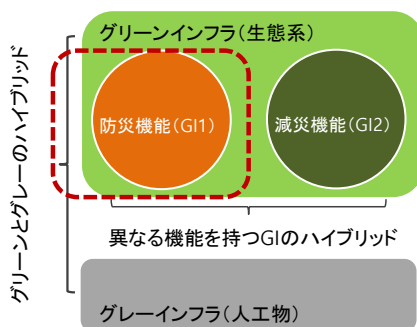 グリーンとグレーのハイブリッド
グリーンインフラ（生態系）
防災機能（GI1）
減災機能（GI2）
異なる機能を持つGIのハイブリッド
グレーインフラ（人工物）